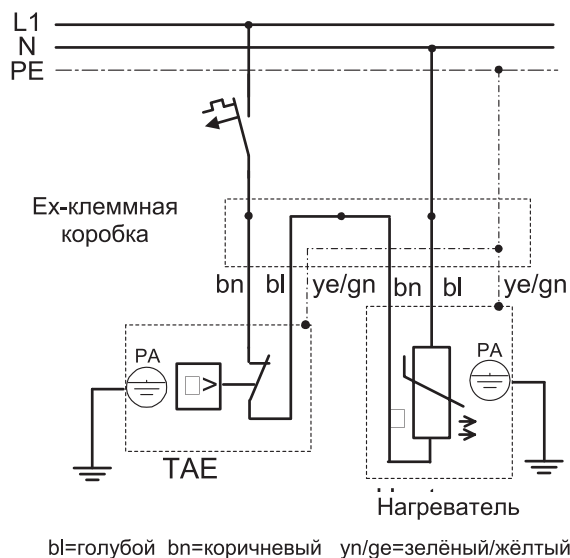 L1
N
PE
Ex-клеммная
коробка
bn bl ye/gn bn bl ye/gn
PA
PA
TAE
Нагреватель
bl=голубой bn=коричневый yn/ge=зелёный/жёлтый